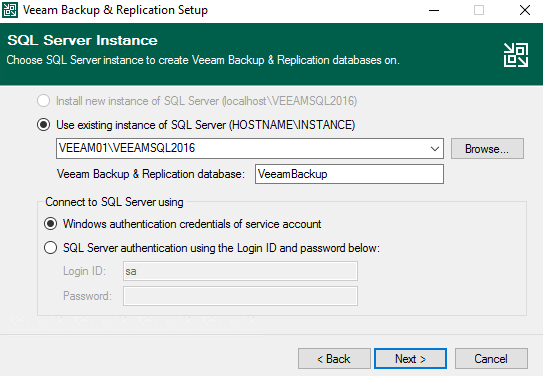 Veeam Backup & Replication Setup
SQL Server Instance
Choose SQL Server instance to create Veeam Backup & Replication databases on.
Install new instance of SQL Server (localhost\VEEAMSQL2016)
Use existing instance of SQL Server (HOSTNAME\INSTANCE)
VEEAM01\VEEAMSQL2016
Browse...
Veeam Backup & Replication database: VeeamBackup
Connect to SQL Server using
Windows authentication credentials of service account
SQL Server authentication using the Login ID and password below:
Login ID: sa
Password:
< Back Next > Cancel